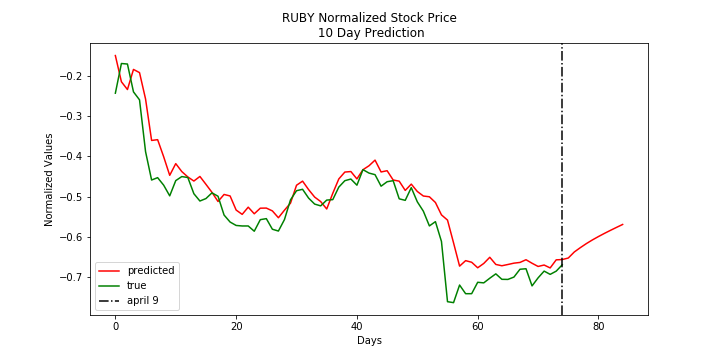 RUBY Normalized Stock Price
10 Day Prediction
Normalized Values
−0.2
−0.3
−0.4
−0.5
−0.6
−0.7
predicted
true
april 9
0
20
40
60
80
Days